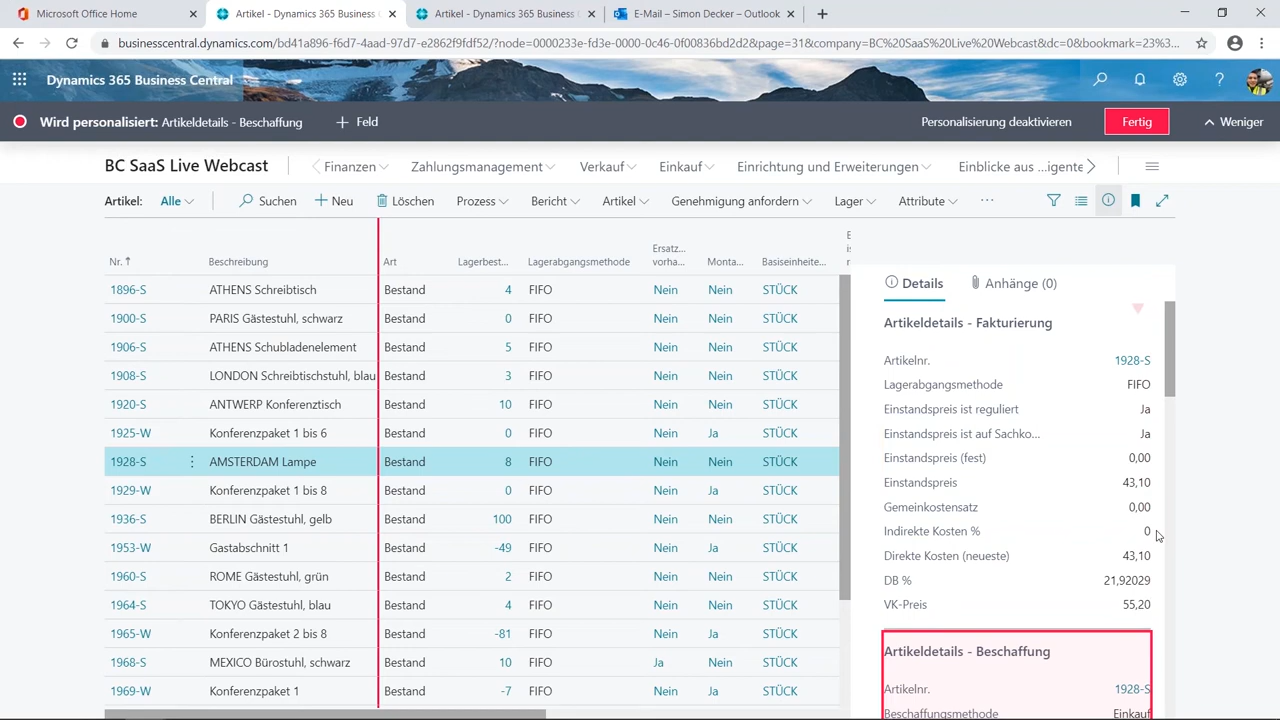 Microsoft Office Home
Artikel - Dynamics 365 Business C
Artikel - Dynamics 365 Business C
E-Mail – Simon Decker – Outlook
businesscentral.dynamics.com/bd41a896-f6d7-4aad-97d7-e2862f9fdf52/?node=0000233e-fd3e-0000-0c46-0f00836bd2d2&page=31&company=BC%20SaaS%20Live%20Webcast&dc=0&bookmark=23%3...
Dynamics 365 Business Central
Wird personalisiert: Artikeldetails - Beschaffung
+ Feld
Personalisierung deaktivieren
Fertig
Weniger
BC SaaS Live Webcast
Finanzen
Zahlungsmanagement
Verkauf
Einkauf
Einrichtung und Erweiterungen
Einblicke aus ...igente
Artikel: Alle
Suchen
+ Neu
Löschen
Prozess
Bericht
Artikel
Genehmigung anfordern
Lager
Attribute
...
Nr. ↑ Beschreibung Art Lagerbest... Lagerabgangsmethode Ersatz... vorha... Monta... Basiseinheite...
1896-S ATHENS Schreibtisch Bestand 4 FIFO Nein Nein STÜCK
1900-S PARIS Gästestuhl, schwarz Bestand 0 FIFO Nein Nein STÜCK
1906-S ATHENS Schubladenelement Bestand 5 FIFO Nein Nein STÜCK
1908-S LONDON Schreibtischstuhl, blau Bestand 3 FIFO Nein Nein STÜCK
1920-S ANTWERP Konferenztisch Bestand 10 FIFO Nein Nein STÜCK
1925-W Konferenzpaket 1 bis 6 Bestand 0 FIFO Nein Ja STÜCK
1928-S AMSTERDAM Lampe Bestand 8 FIFO Nein Nein STÜCK
1929-W Konferenzpaket 1 bis 8 Bestand 0 FIFO Nein Ja STÜCK
1936-S BERLIN Gästestuhl, gelb Bestand 100 FIFO Nein Nein STÜCK
1953-W Gastabschnitt 1 Bestand -49 FIFO Nein Ja STÜCK
1960-S ROME Gästestuhl, grün Bestand 2 FIFO Nein Nein STÜCK
1964-S TOKYO Gästestuhl, blau Bestand 4 FIFO Nein Nein STÜCK
1965-W Konferenzpaket 2 bis 8 Bestand -81 FIFO Nein Ja STÜCK
1968-S MEXICO Bürostuhl, schwarz Bestand 10 FIFO Ja Nein STÜCK
1969-W Konferenzpaket 1 Bestand -7 FIFO Nein Ja STÜCK
Details
Anhänge (0)
Artikeldetails - Fakturierung
Artikelnr. 1928-S
Lagerabgangsmethode FIFO
Einstandspreis ist reguliert Ja
Einstandspreis ist auf Sachko... Ja
Einstandspreis (fest) 0,00
Einstandspreis 43,10
Gemeinkostensatz 0,00
Indirekte Kosten % 0
Direkte Kosten (neueste) 43,10
DB % 21,92029
VK-Preis 55,20
Artikeldetails - Beschaffung
Artikelnr. 1928-S
Beschaffungsmethode Einkauf